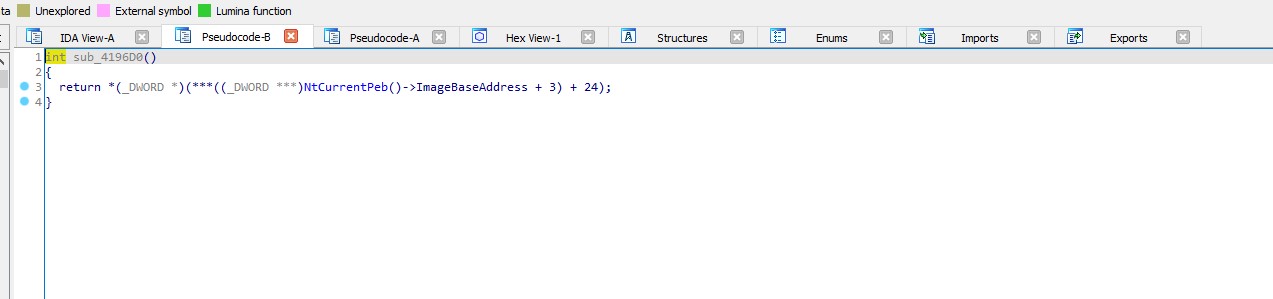 ta Unexplored External symbol Lumina function
IDA View-A Pseudocode-B Pseudocode-A Hex View-1 Structures Enums Imports Exports
1 int sub_4196D0()
2 {
3 return *(_DWORD *)(***((_DWORD ***)NtCurrentPeb()->ImageBaseAddress + 3) + 24);
4 }